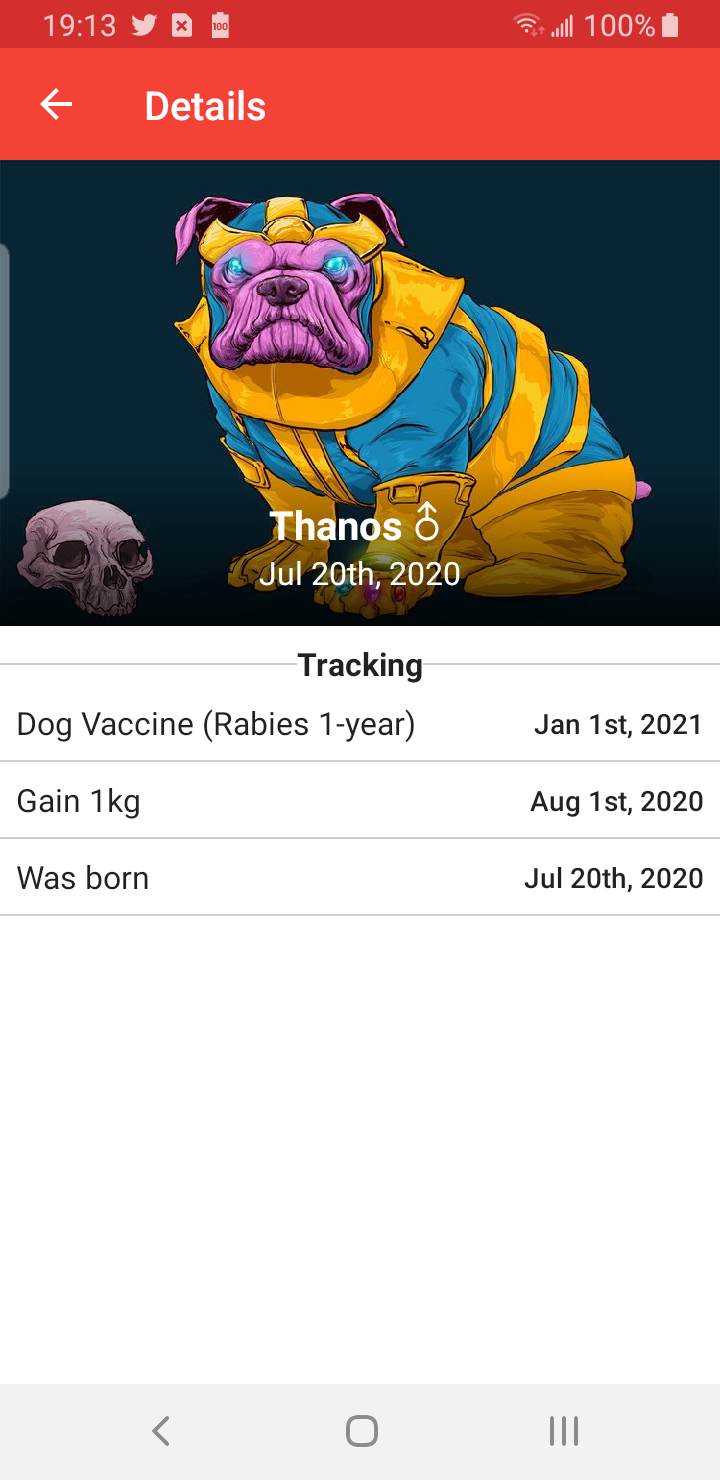 19:13 100 100%
Details
Thanos ♂
Jul 20th, 2020
Tracking
Dog Vaccine (Rabies 1-year) Jan 1st, 2021
Gain 1kg Aug 1st, 2020
Was born Jul 20th, 2020